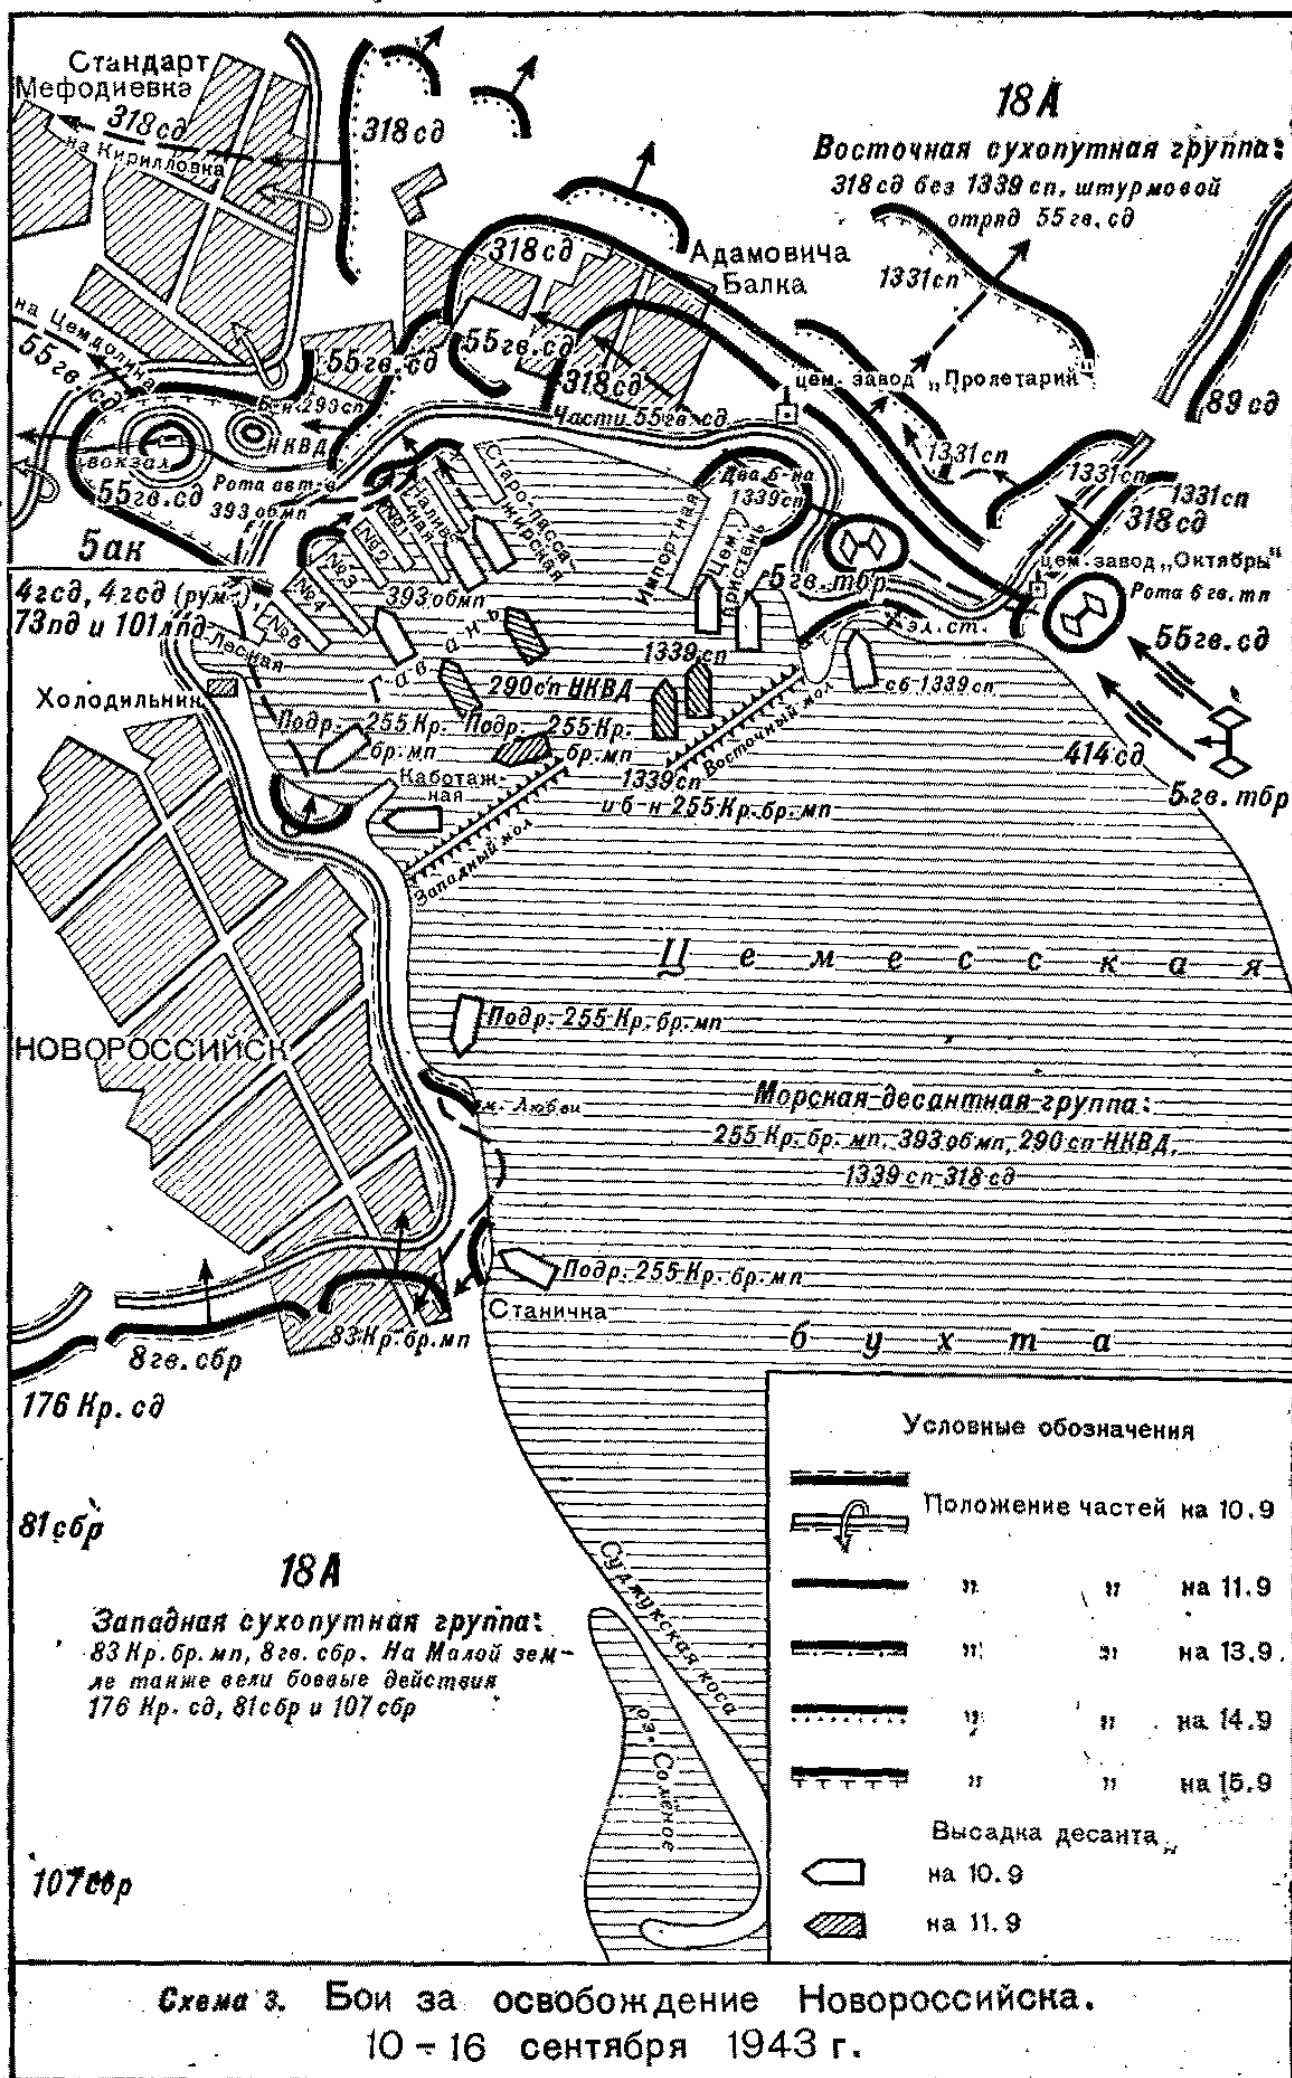 Стандарт
Мефодиевка
318 сд
на Кирилловка
318 сд
18 А
Восточная сухопутная группа:
318 сд без 1339 сп, штурмовой
отряд 55 гв. сд
318 сд
Адамовича
Балка
1331 сп
на Цемдолина
55 гв. сд
55 гв. сд
55 гв. сд
318 сд
цем. завод „Пролетарий"
89 сд
Б-н 293 сп
НКВД
Части 55 гв. сд
вокзал
55 гв. сд
Рота авт-в
393 обмп
1331 сп
1331 сп
1331 сп
318 сд
Два б-на
1339 сп
Старо-пасса-
жирская
Налив-
ная
№1
№2
№3
№4
№6
Импортная
Цем.
пристань
5 ак
4 гсд, 4 гсд (рум.),
73 пд и 101 лпд
Лесная
393 обмп
5 гв. тбр
цем. завод „Октябрь"
Рота 6 гв. тп
55 гв. сд
эл. ст.
Гавань
1339 сп
290 сп НКВД
сб 1339 сп
Холодильник
Подр. 255 Кр.
бр. мп
Подр. 255 Кр.
бр. мп
Восточный мол
414 сд
5 гв. тбр
Каботаж-
ная
1339 сп
и б-н 255 Кр. бр. мп
Западный мол
Цемесская
Подр. 255 Кр. бр. мп
НОВОРОССИЙСК
м. Любви
Морская десантная группа:
255 Кр. бр. мп, 393 обмп, 290 сп НКВД,
1339 сп 318 сд
Подр. 255 Кр. бр. мп
Станичка
83 Кр. бр. мп
бухта
8 гв. сбр
176 Кр. сд
81 сбр
18 А
Западная сухопутная группа:
83 Кр. бр. мп, 8 гв. сбр. На Малой зем-
ле также вели боевые действия
176 Кр. сд, 81 сбр и 107 сбр
107 сбр
Суджукская коса
оз. Солёное
Условные обозначения
Положение частей на 10.9
" " на 11.9
" " на 13.9
" " на 14.9
" " на 15.9
Высадка десанта
на 10.9
на 11.9
Схема 3. Бои за освобождение Новороссийска.
10-16 сентября 1943 г.